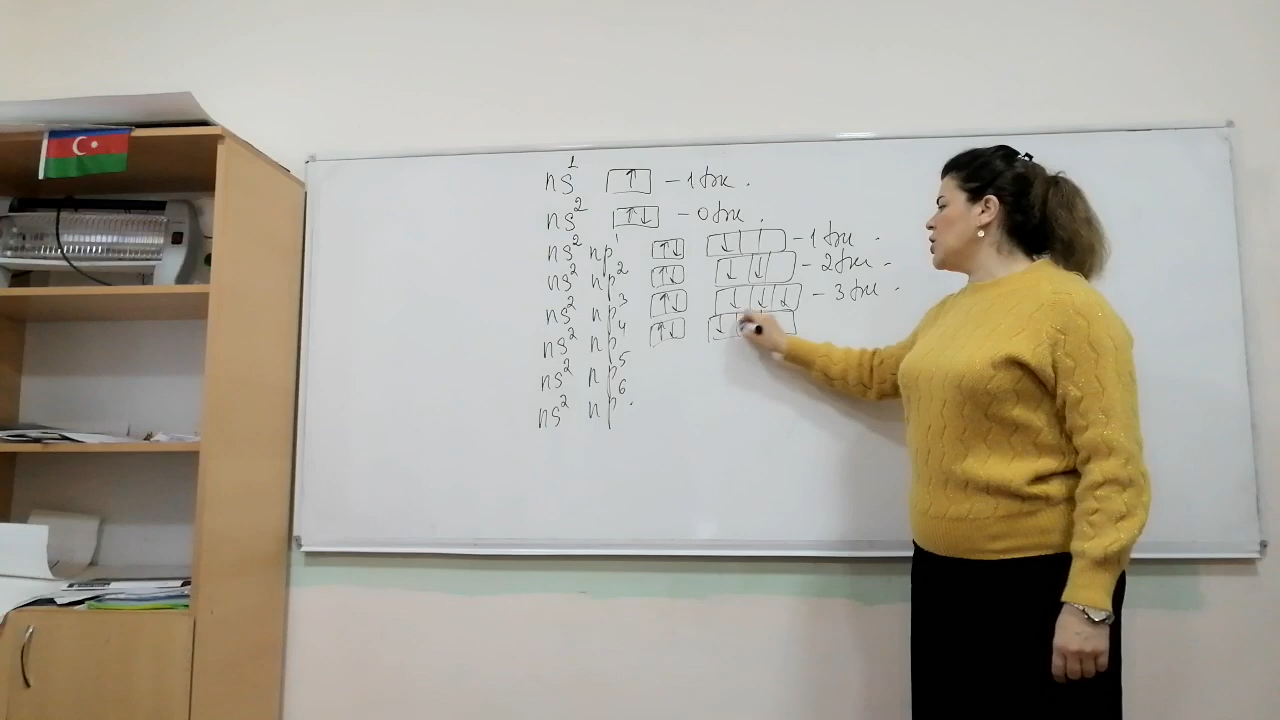 ns¹ ↑ – 1 tək.
ns² ↑↓ – 0 tək.
ns² np¹ ↑↓ ↓ – 1 tək.
ns² np² ↑↓ ↓ ↓ – 2 tək.
ns² np³ ↑↓ ↓ ↓ ↓ – 3 tək.
ns² np⁴ ↑↓ ↓
ns² np⁵
ns² np⁶.